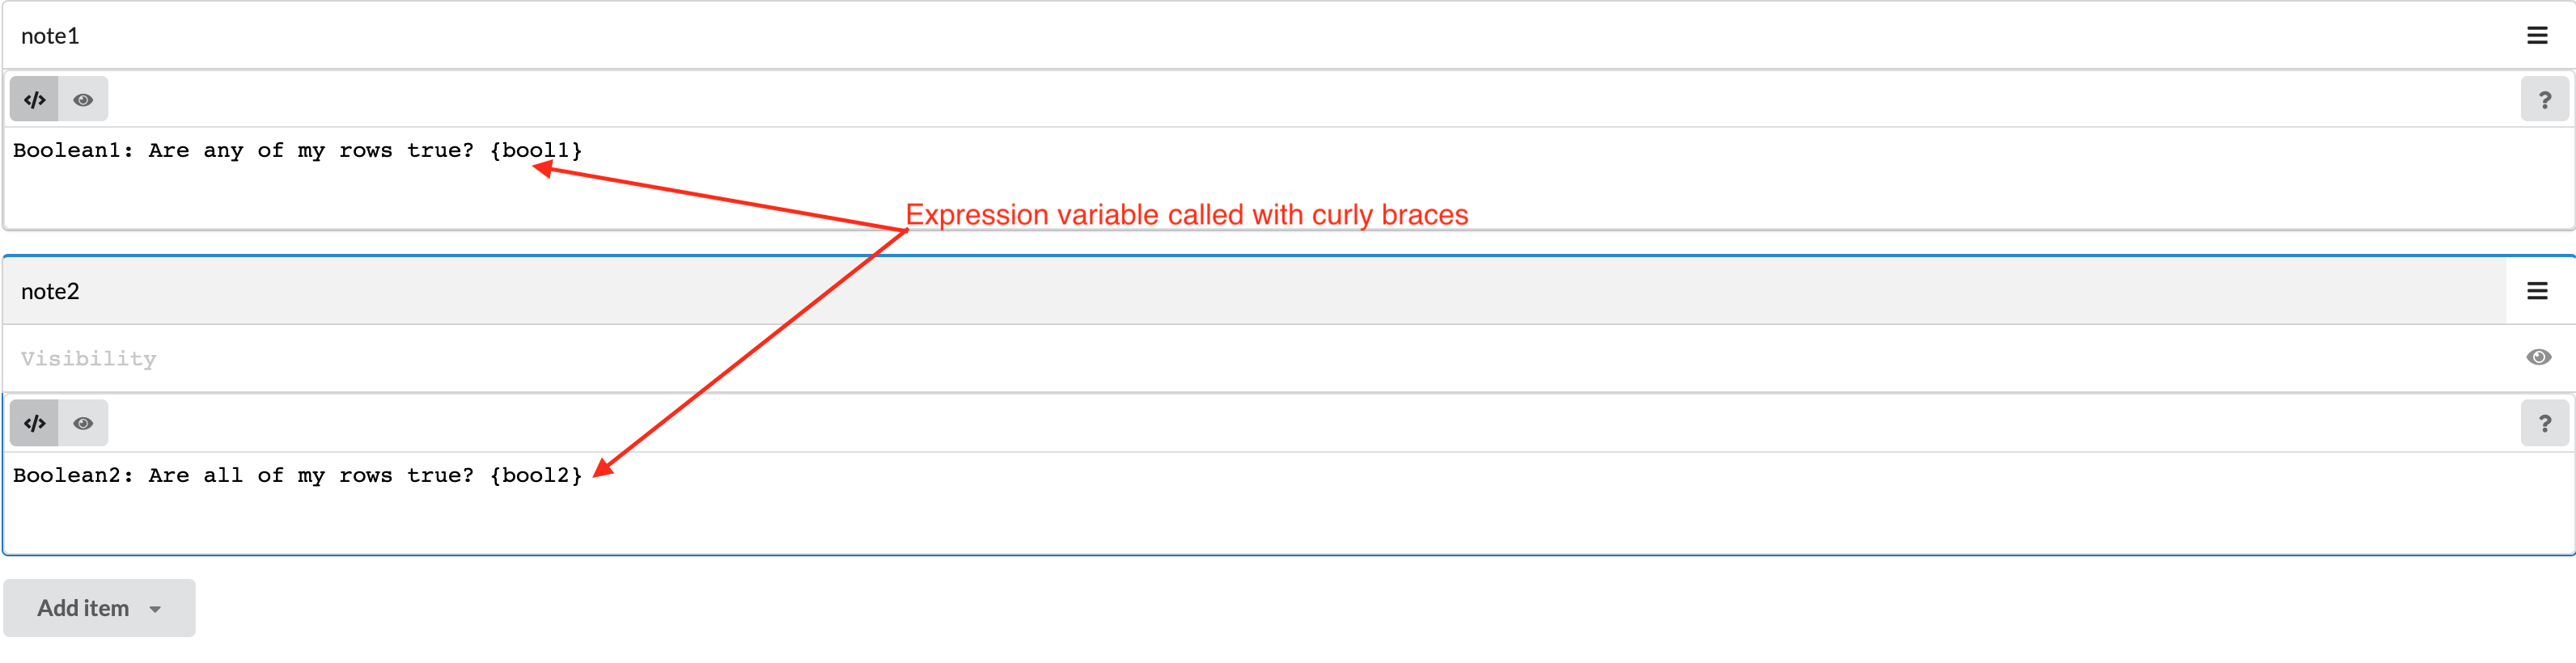 note1
</>
?
Boolean1: Are any of my rows true? {bool1}
Expression variable called with curly braces
note2
Visibility
</>
?
Boolean2: Are all of my rows true? {bool2}
Add item